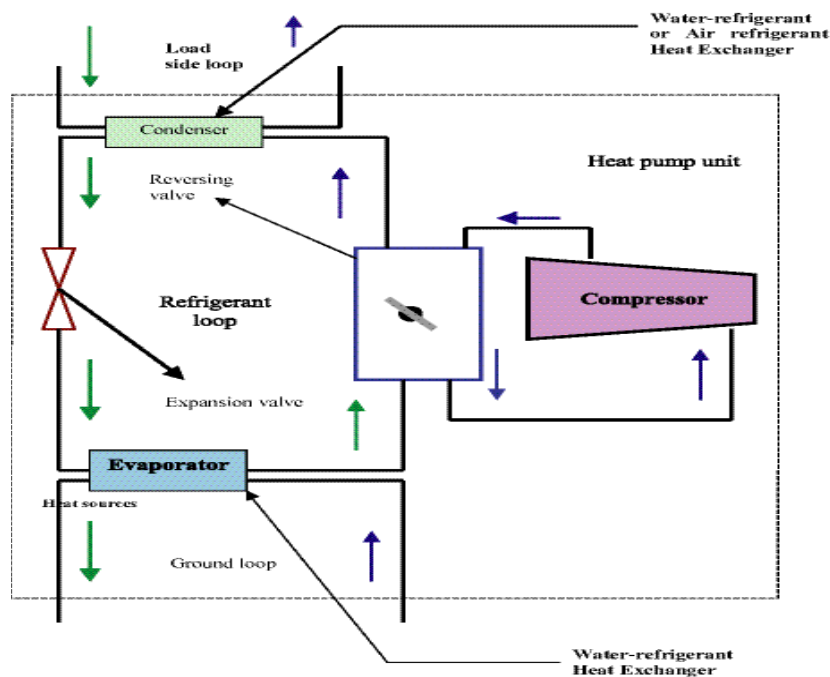 Water-refrigerant
or Air refrigerant
Heat Exchanger
Load
side loop
Condenser
Reversing
valve
Heat pump unit
Compressor
Refrigerant
loop
Expansion valve
Evaporator
Heat sources
Ground loop
Water-refrigerant
Heat Exchanger